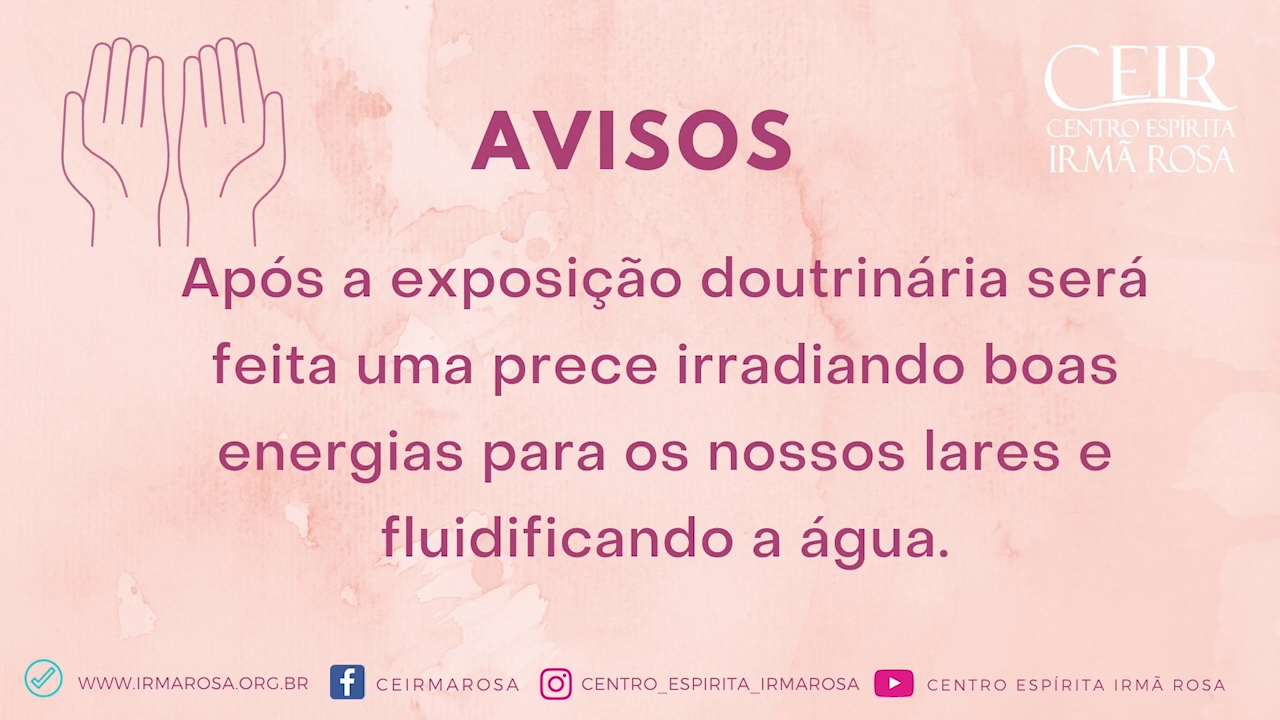 CEIR
CENTRO ESPÍRITA
IRMÃ ROSA
AVISOS
Após a exposição doutrinária será
feita uma prece irradiando boas
energias para os nossos lares e
fluidificando a água.
WWW.IRMAROSA.ORG.BR CEIRMAROSA CENTRO_ESPIRITA_IRMAROSA CENTRO ESPÍRITA IRMÃ ROSA